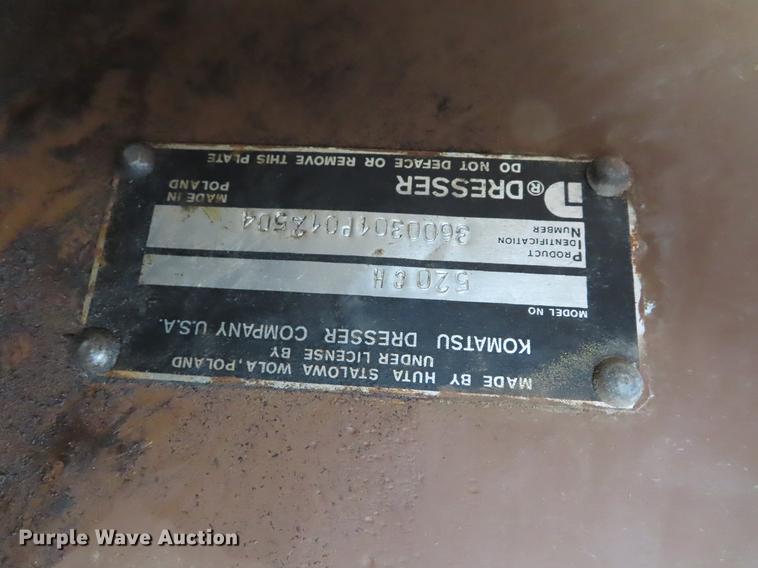 MADE BY HUTA STALOWA WOLA, POLAND
UNDER LICENSE BY
KOMATSU DRESSER COMPANY U.S.A.
MODEL NO
520CH
PRODUCT
IDENTIFICATION
NUMBER
DRESSER ®
MADE IN
POLAND
DO NOT DEFACE OR REMOVE THIS PLATE
Purple Wave Auction